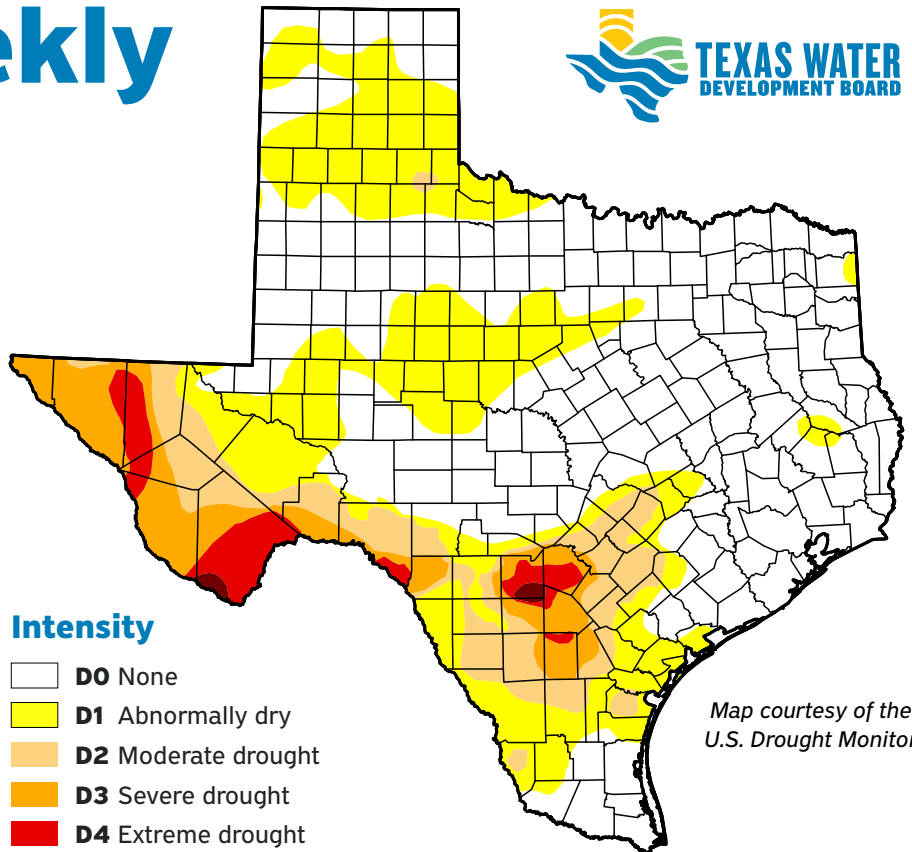 ekly
TEXAS WATER
DEVELOPMENT BOARD
Intensity
D0 None
D1 Abnormally dry
D2 Moderate drought
D3 Severe drought
D4 Extreme drought
Map courtesy of the
U.S. Drought Monitor